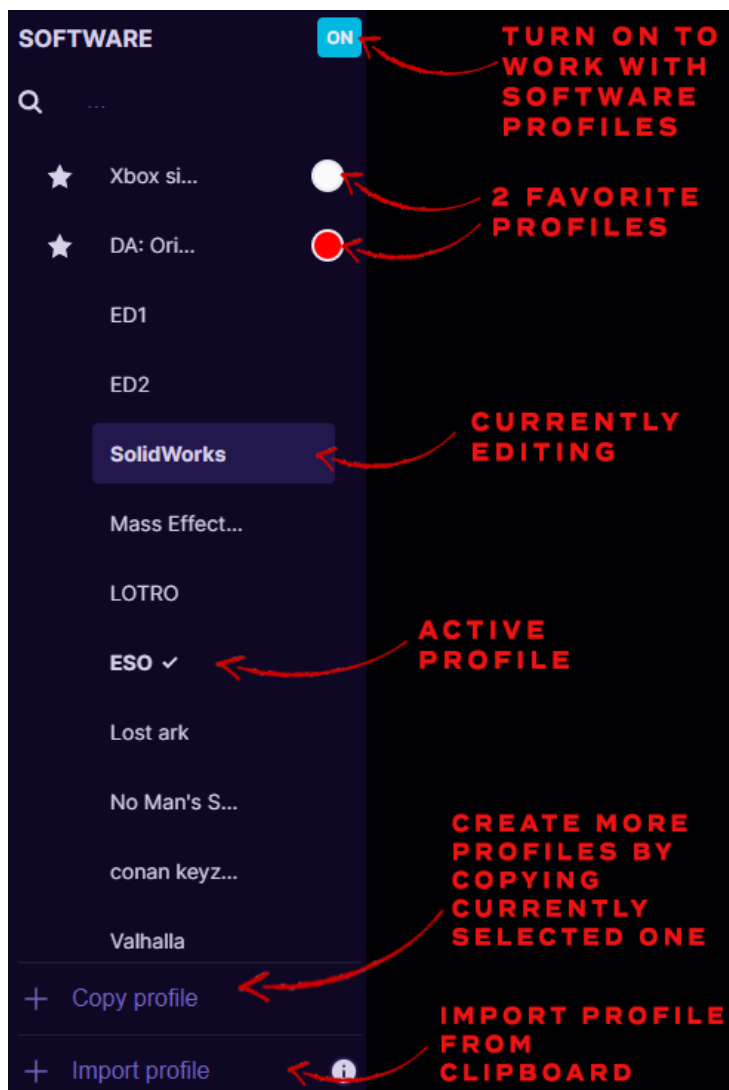 SOFTWARE
ON
TURN ON TO
WORK WITH
SOFTWARE
PROFILES
...
Xbox si...
2 FAVORITE
PROFILES
DA: Ori...
ED1
ED2
CURRENTLY
EDITING
SolidWorks
Mass Effect...
LOTRO
ACTIVE
PROFILE
ESO ✓
Lost ark
No Man's S...
conan keyz...
Valhalla
CREATE MORE
PROFILES BY
COPYING
CURRENTLY
SELECTED ONE
+ Copy profile
IMPORT PROFILE
FROM
CLIPBOARD
+ Import profile
i